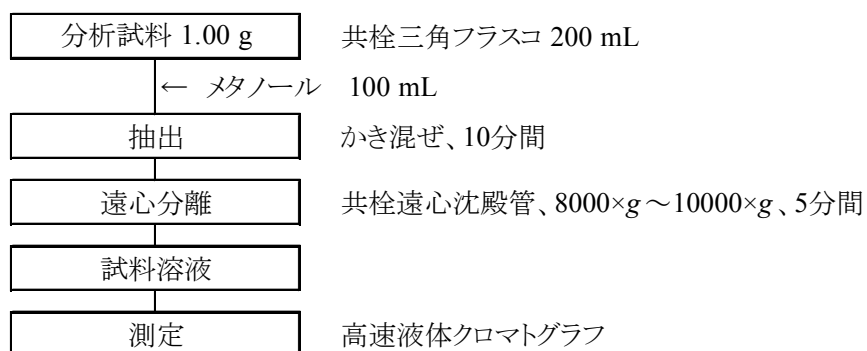 分析試料 1.00 g 共栓三角フラスコ 200 mL
← メタノール 100 mL
抽出 かき混ぜ、10分間
遠心分離 共栓遠心沈殿管、8000×g~10000×g、5分間
試料溶液
測定 高速液体クロマトグラフ